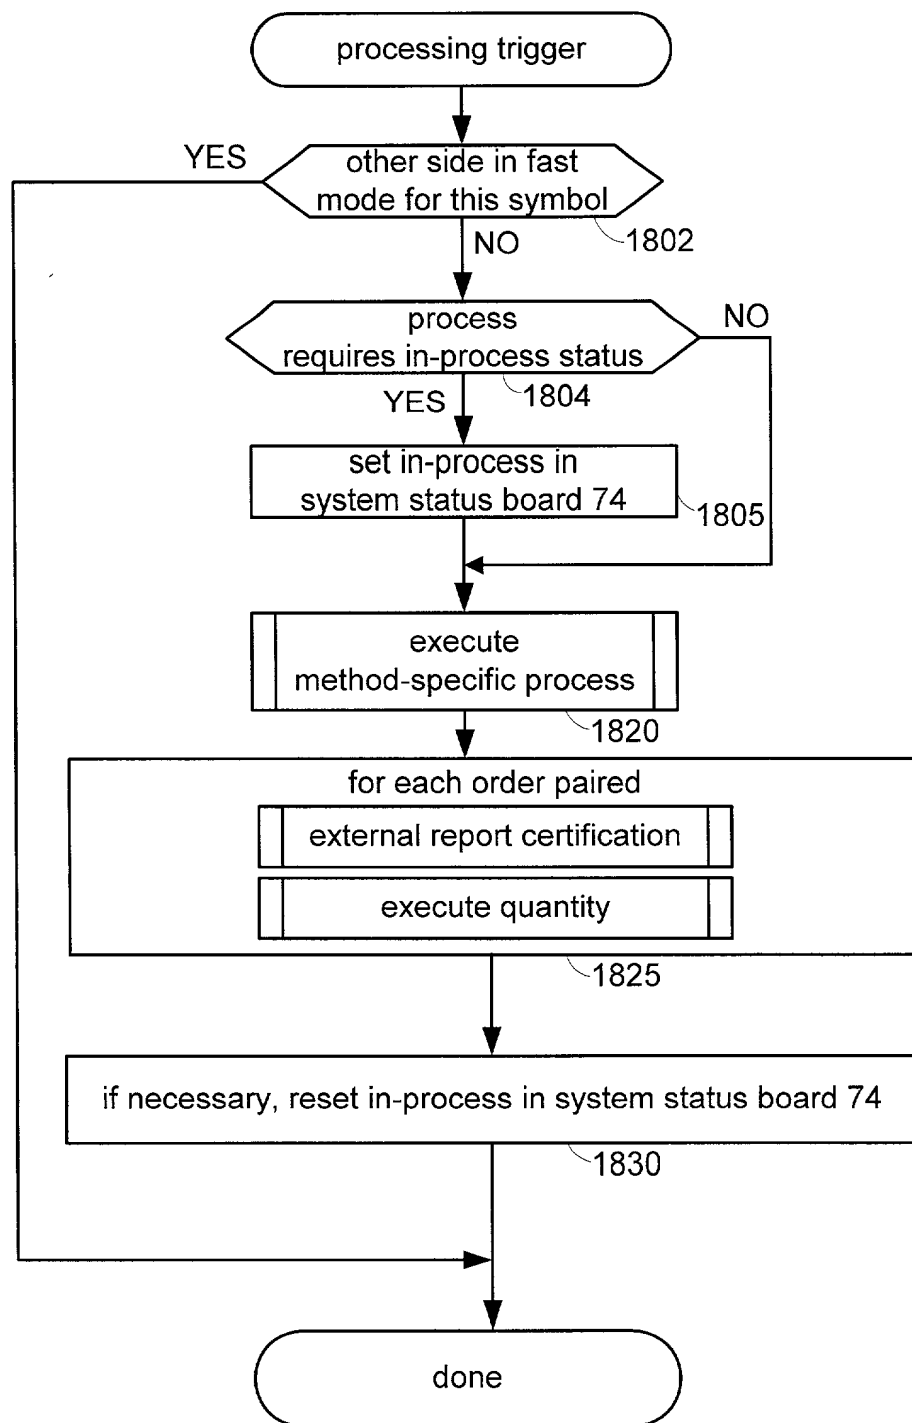 processing trigger
YES
other side in fast
mode for this symbol
1802
NO
process
requires in-process status
NO
1804
YES
set in-process in
system status board 74
1805
execute
method-specific process
1820
for each order paired
external report certification
execute quantity
1825
if necessary, reset in-process in system status board 74
1830
done